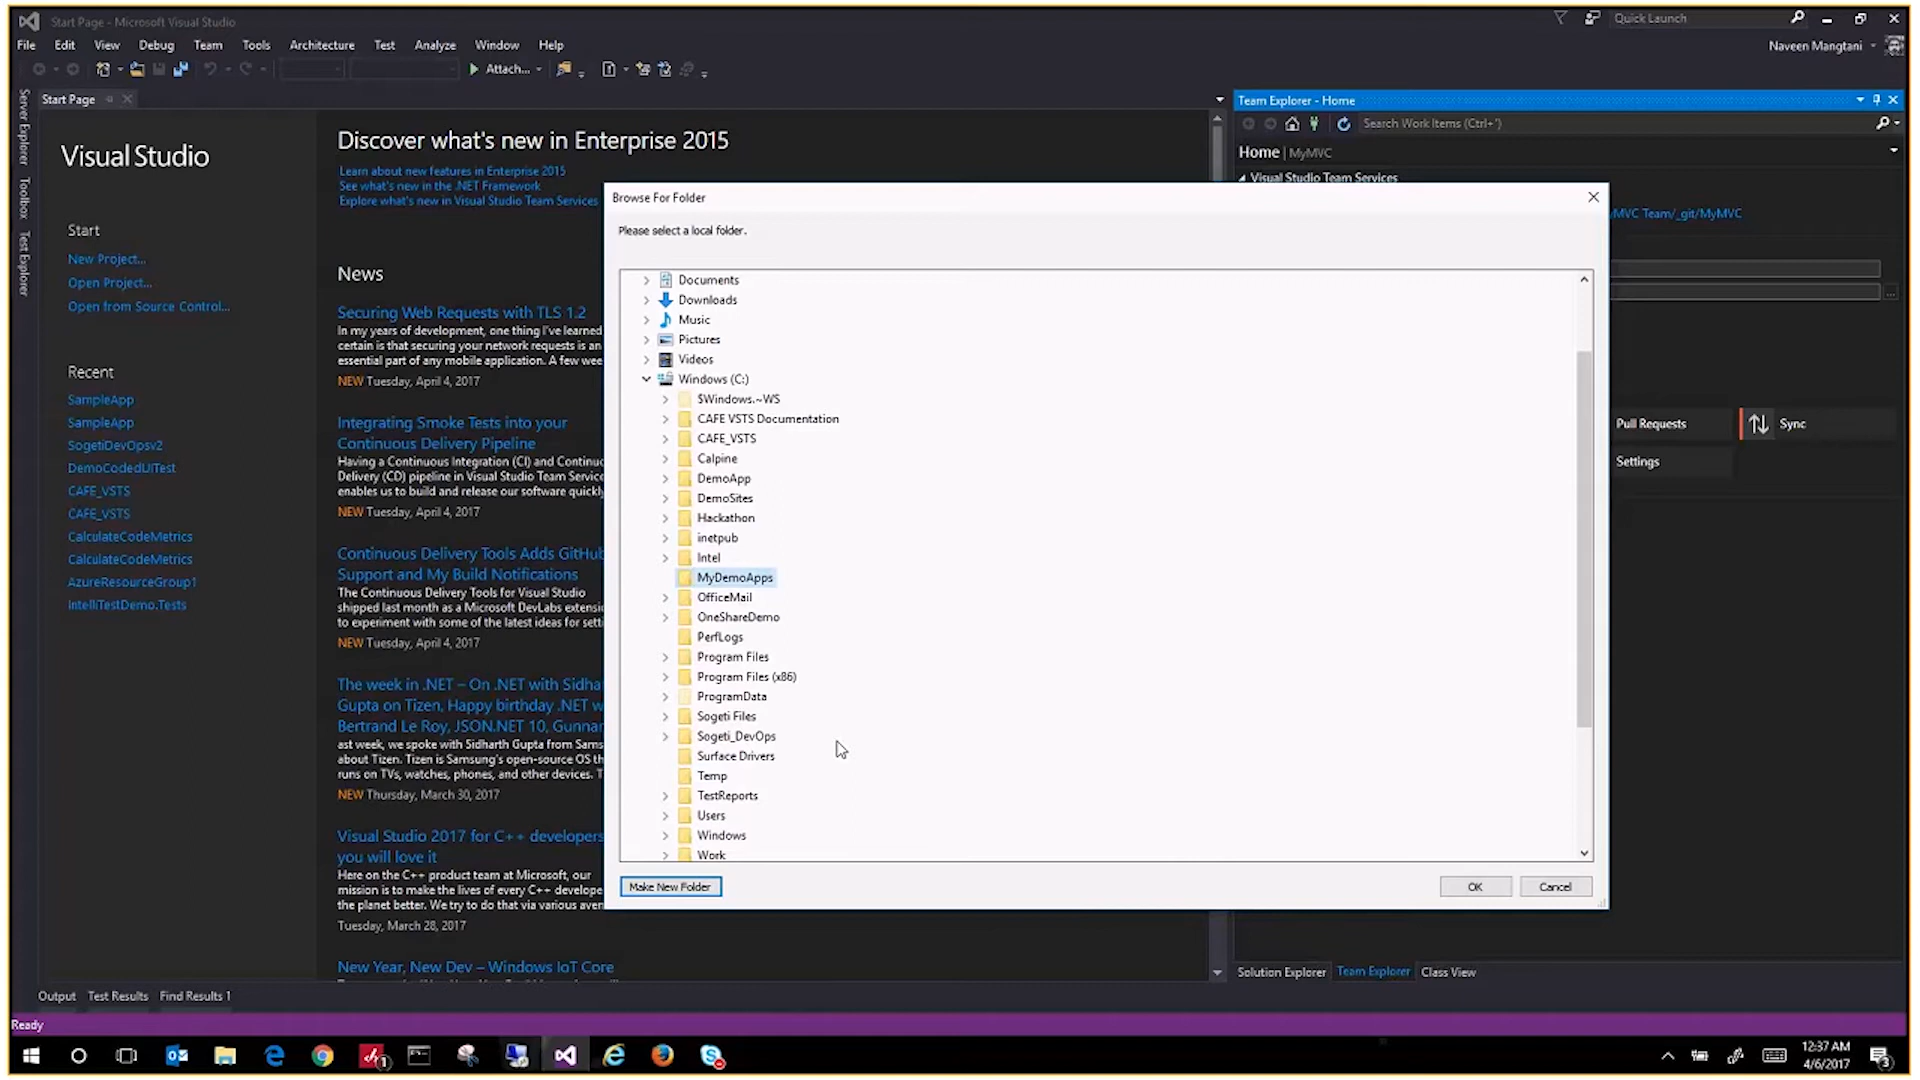 Start Page - Microsoft Visual Studio
Quick Launch
File Edit View Debug Team Tools Architecture Test Analyze Window Help
Naveen Mangtani
Attach...
Server Explorer
Toolbox
Test Explorer
Start Page
Visual Studio
Start
New Project...
Open Project...
Open from Source Control...
Recent
SampleApp
SampleApp
SogetiDevOpsv2
DemoCodedUITest
CAFE_VSTS
CAFE_VSTS
CalculateCodeMetrics
CalculateCodeMetrics
AzureResourceGroup1
IntelliTestDemo.Tests
Discover what's new in Enterprise 2015
Learn about new features in Enterprise 2015
See what's new in the .NET Framework
Explore what's new in Visual Studio Team Services
News
Securing Web Requests with TLS 1.2
In my years of development, one thing I've learned
certain is that securing your network requests is an
essential part of any mobile application. A few wee
NEW Tuesday, April 4, 2017
Integrating Smoke Tests into your
Continuous Delivery Pipeline
Having a Continuous Integration (CI) and Continuo
Delivery (CD) pipeline in Visual Studio Team Service
enables us to build and release our software quickly
NEW Tuesday, April 4, 2017
Continuous Delivery Tools Adds GitHub
Support and My Build Notifications
The Continuous Delivery Tools for Visual Studio
shipped last month as a Microsoft DevLabs extensio
to experiment with some of the latest ideas for setti
NEW Tuesday, April 4, 2017
The week in .NET – On .NET with Sidha
Gupta on Tizen, Happy birthday .NET w
Bertrand Le Roy, JSON.NET 10, Gunnar
ast week, we spoke with Sidharth Gupta from Sams
about Tizen. Tizen is Samsung's open-source OS th
runs on TVs, watches, phones, and other devices. T
NEW Thursday, March 30, 2017
Visual Studio 2017 for C++ developers
you will love it
Here on the C++ product team at Microsoft, our
mission is to make the lives of every C++ develope
the planet better. We try to do that via various aven
Tuesday, March 28, 2017
New Year, New Dev – Windows IoT Core
Browse For Folder
Please select a local folder.
Documents
Downloads
Music
Pictures
Videos
Windows (C:)
$Windows.~WS
CAFE VSTS Documentation
CAFE_VSTS
Calpine
DemoApp
DemoSites
Hackathon
inetpub
Intel
MyDemoApps
OfficeMail
OneShareDemo
PerfLogs
Program Files
Program Files (x86)
ProgramData
Sogeti Files
Sogeti_DevOps
Surface Drivers
Temp
TestReports
Users
Windows
Work
Make New Folder
OK
Cancel
Team Explorer - Home
Search Work Items (Ctrl+')
Home | MyMVC
Visual Studio Team Services
MVC Team/_git/MyMVC
...
Pull Requests
Sync
Settings
Solution Explorer Team Explorer Class View
Output Test Results Find Results 1
Ready
1
12:37 AM
4/6/2017
3